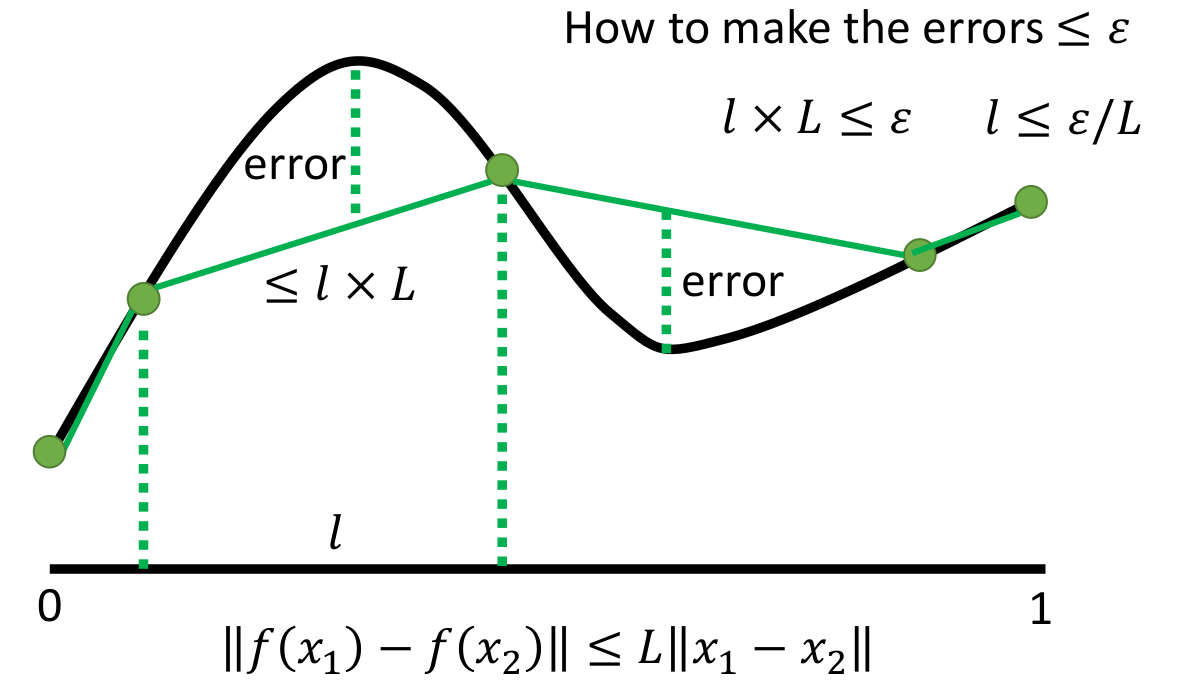 How to make the errors ≤ ε
l × L ≤ ε    l ≤ ε/L
error
≤ l × L
error
l
0
1
‖f(x₁) − f(x₂)‖ ≤ L‖x₁ − x₂‖